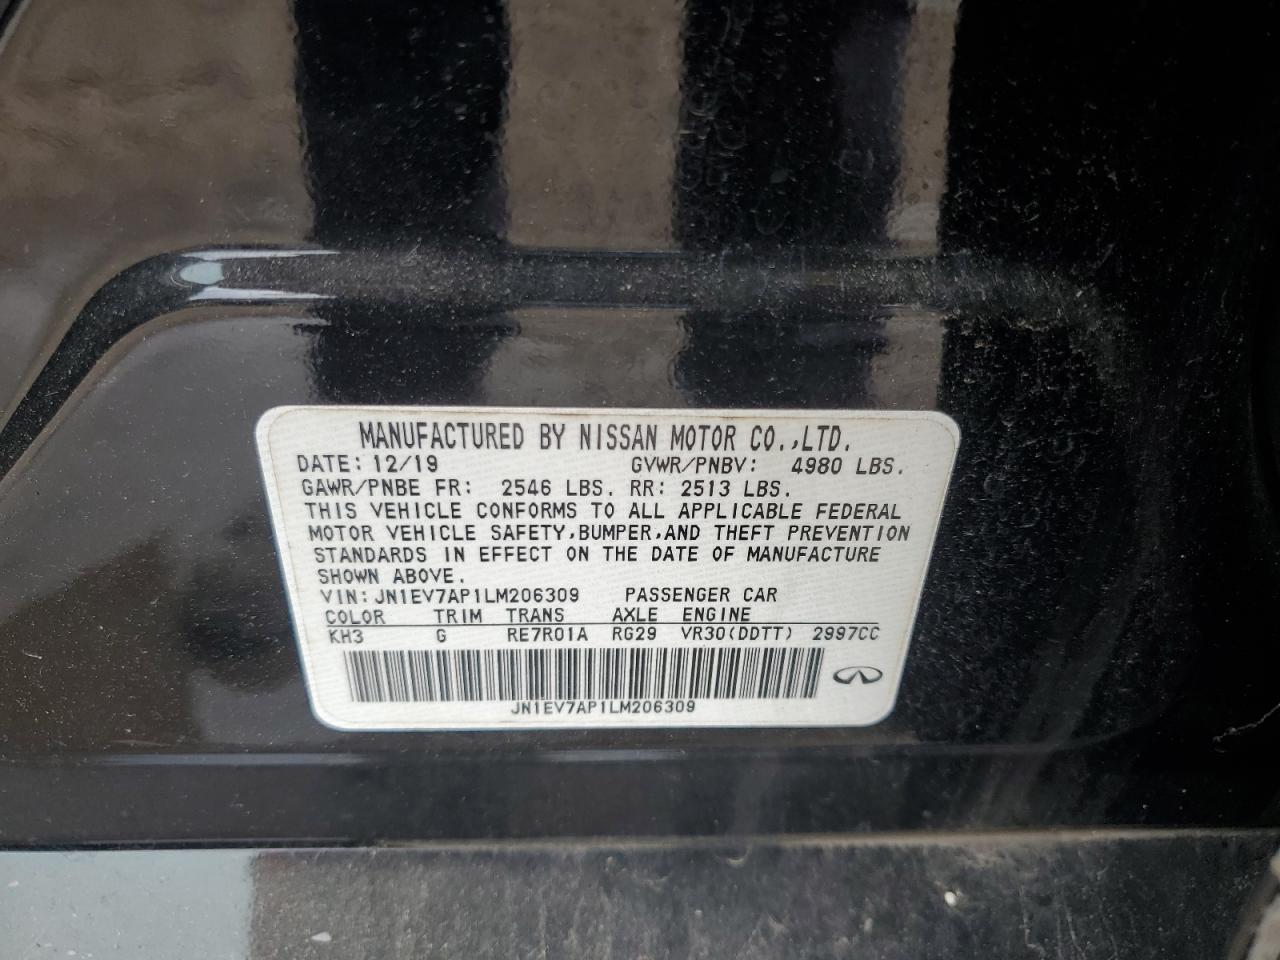 MANUFACTURED BY NISSAN MOTOR CO.,LTD.
DATE: 12/19 GVWR/PNBV: 4980 LBS.
GAWR/PNBE FR: 2546 LBS. RR: 2513 LBS.
THIS VEHICLE CONFORMS TO ALL APPLICABLE FEDERAL
MOTOR VEHICLE SAFETY,BUMPER,AND THEFT PREVENTION
STANDARDS IN EFFECT ON THE DATE OF MANUFACTURE
SHOWN ABOVE.
VIN: JN1EV7AP1LM206309 PASSENGER CAR
COLOR TRIM TRANS AXLE ENGINE
KH3 G RE7R01A RG29 VR30(DDTT) 2997CC
JN1EV7AP1LM206309